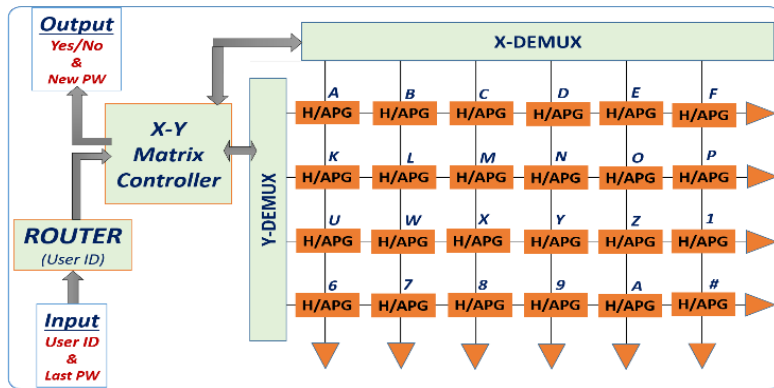 Output
Yes/No
&
New PW
X-DEMUX
X-Y
Matrix
Controller
Y-DEMUX
A B C D E F
H/APG H/APG H/APG H/APG H/APG H/APG
K L M N O P
H/APG H/APG H/APG H/APG H/APG H/APG
U W X Y Z 1
H/APG H/APG H/APG H/APG H/APG H/APG
6 7 8 9 A #
H/APG H/APG H/APG H/APG H/APG H/APG
ROUTER
(User ID)
Input
User ID
&
Last PW